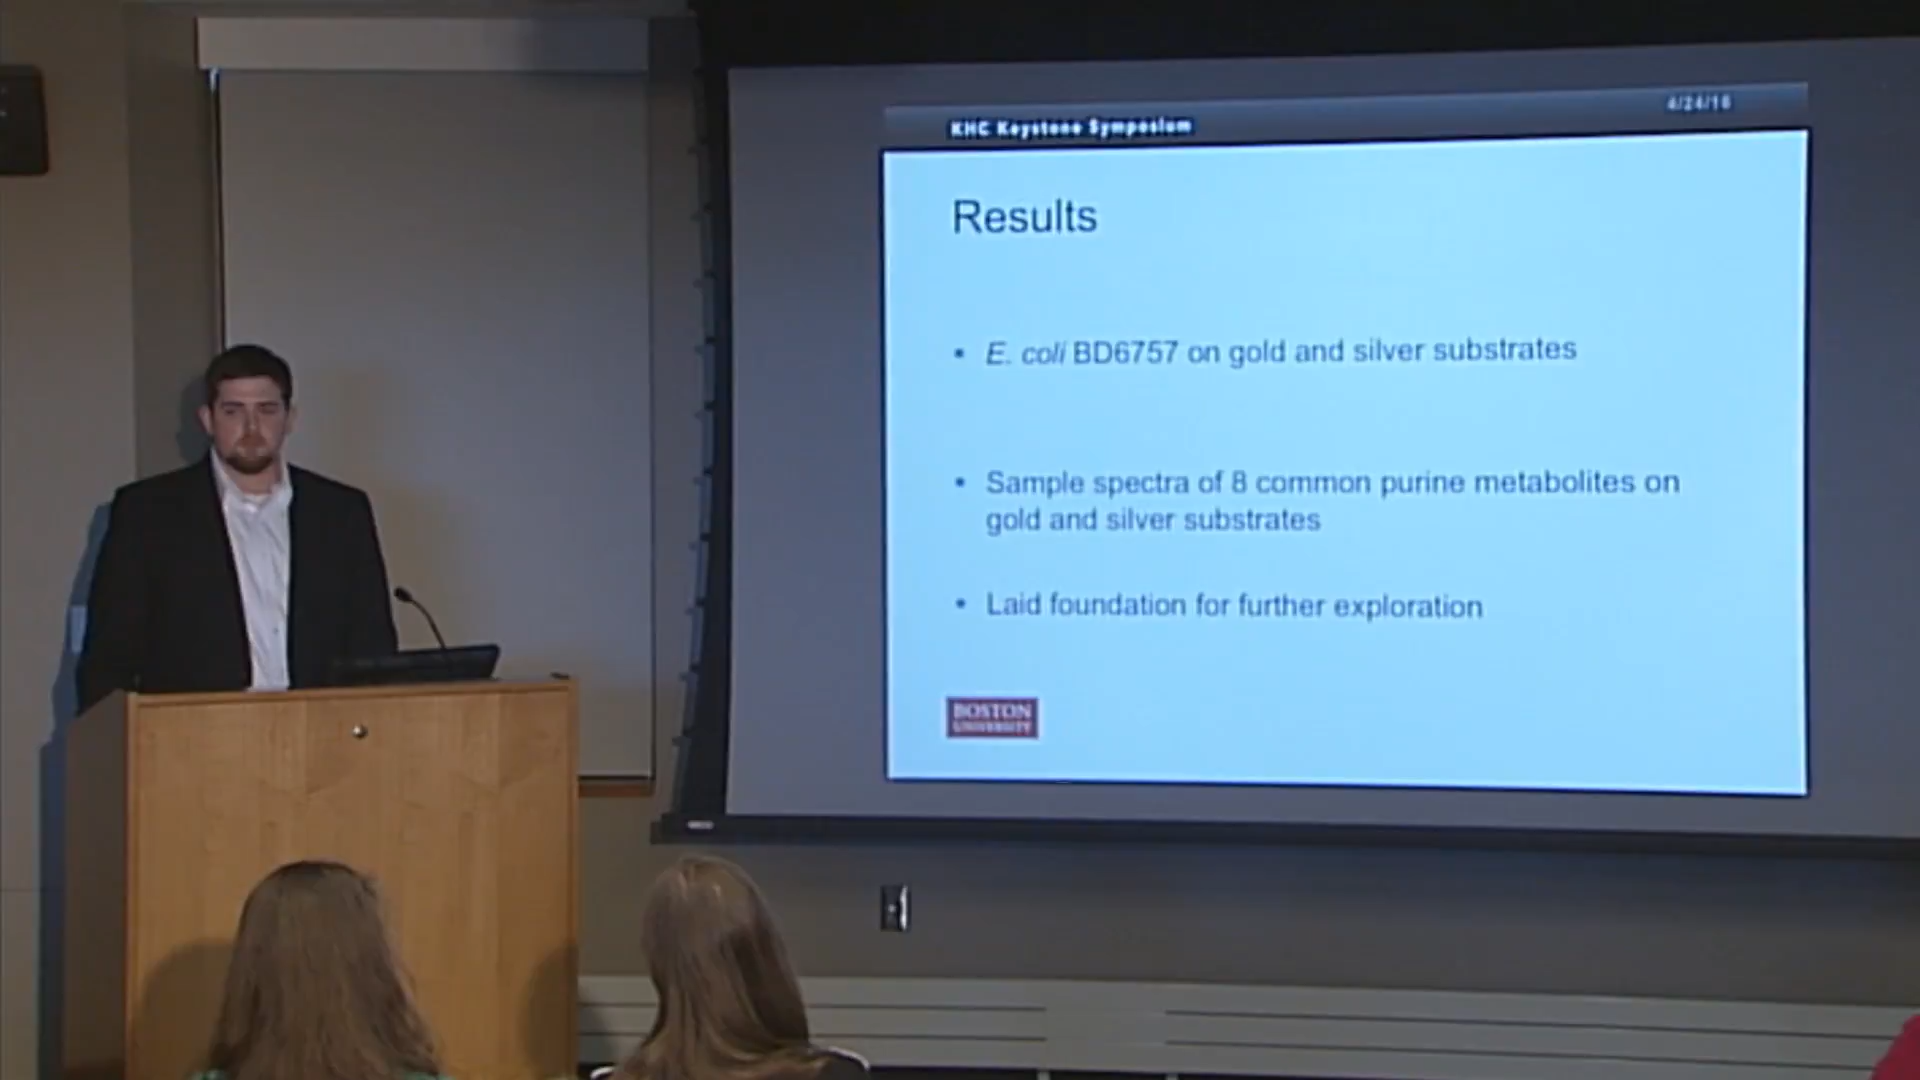 KHC Keystone Symposium
4/24/16
Results
• E. coli BD6757 on gold and silver substrates
• Sample spectra of 8 common purine metabolites on
gold and silver substrates
• Laid foundation for further exploration
BOSTON
UNIVERSITY